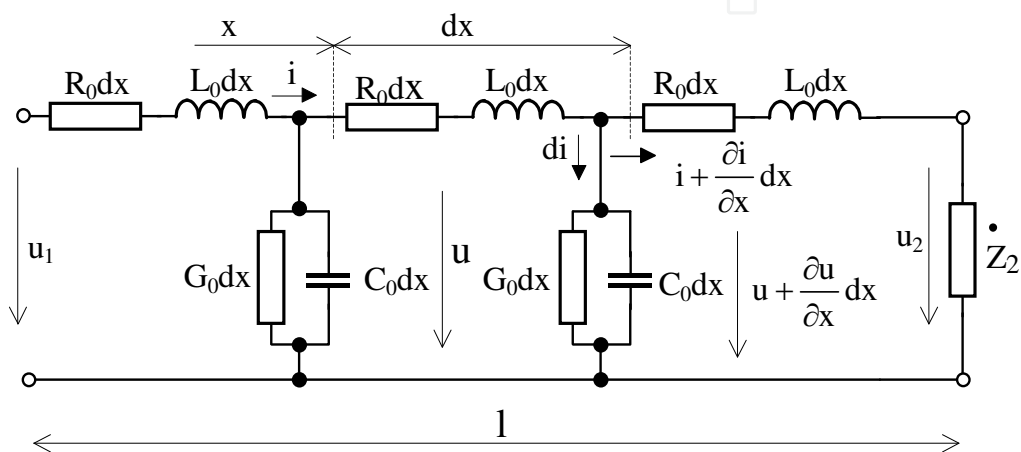 x
dx
R₀dx
L₀dx
i
R₀dx
L₀dx
R₀dx
L₀dx
di
i + ∂i/∂x dx
u₁
G₀dx
C₀dx
u
G₀dx
C₀dx
u + ∂u/∂x dx
u₂
Ż₂
l